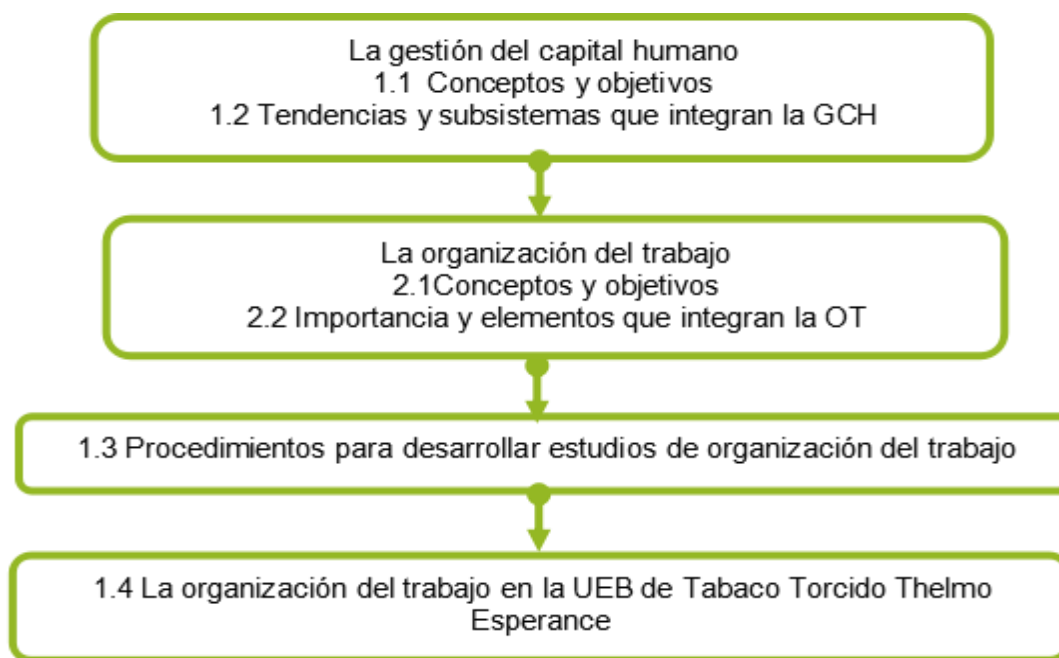 La gestión del capital humano
1.1 Conceptos y objetivos
1.2 Tendencias y subsistemas que integran la GCH
La organización del trabajo
2.1Conceptos y objetivos
2.2 Importancia y elementos que integran la OT
1.3 Procedimientos para desarrollar estudios de organización del trabajo
1.4 La organización del trabajo en la UEB de Tabaco Torcido Thelmo
Esperance